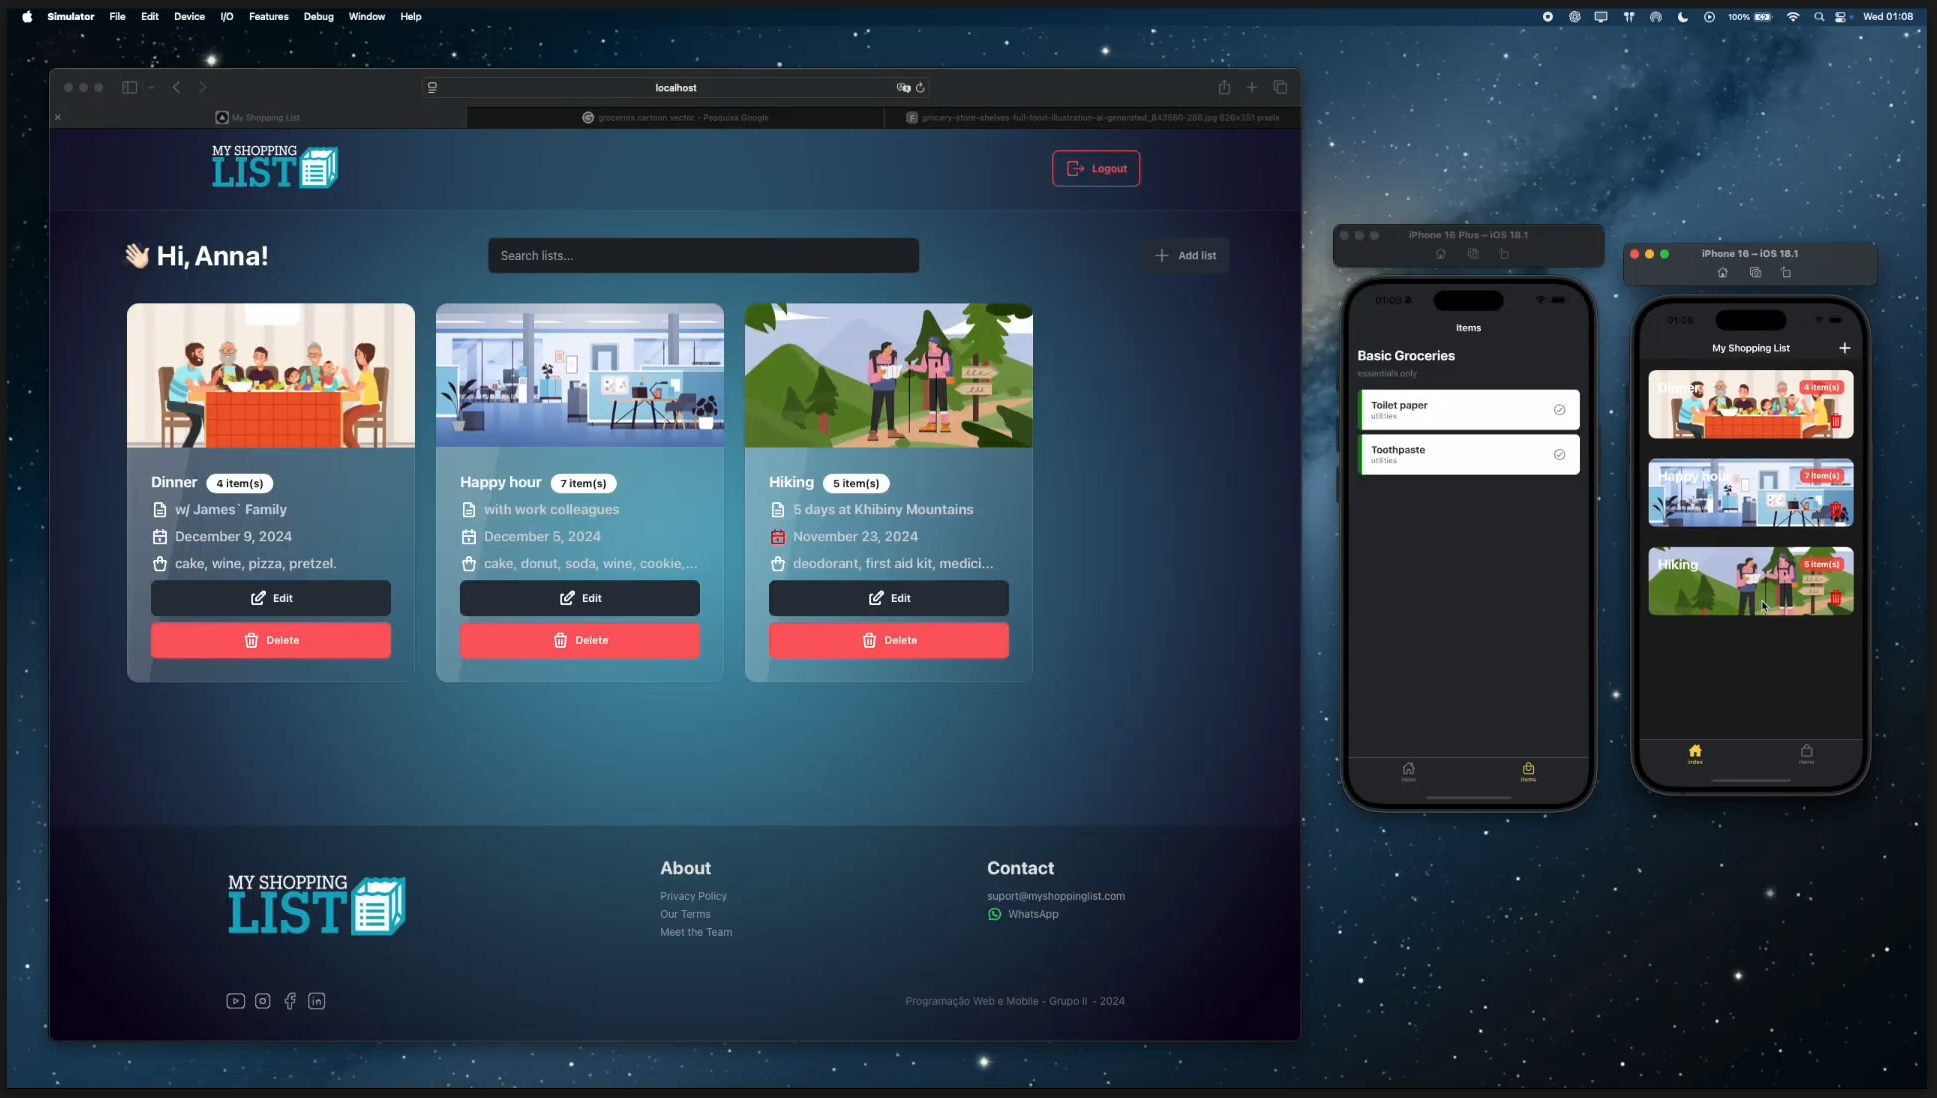 Simulator File Edit Device I/O Features Debug Window Help
100% Wed 01:08
localhost
My Shopping List
groceries cartoon vector - Pesquisa Google
grocery-store-shelves-full-food-illustration-ai-generated_843560-286.jpg 626×351 pixels
MY SHOPPING
LIST
Logout
Hi, Anna!
Search lists...
Add list
Dinner 4 item(s)
w/ James` Family
December 9, 2024
cake, wine, pizza, pretzel.
Edit
Delete
Happy hour 7 item(s)
with work colleagues
December 5, 2024
cake, donut, soda, wine, cookie,...
Edit
Delete
Hiking 5 item(s)
5 days at Khibiny Mountains
November 23, 2024
deodorant, first aid kit, medici...
Edit
Delete
MY SHOPPING
LIST
About
Privacy Policy
Our Terms
Meet the Team
Contact
suport@myshoppinglist.com
WhatsApp
Programação Web e Mobile - Grupo II - 2024
iPhone 16 Plus – iOS 18.1
01:08
Items
Basic Groceries
essentials only
Toilet paper
utilities
Toothpaste
utilities
index
items
iPhone 16 – iOS 18.1
01:08
My Shopping List
Dinner
4 item(s)
Happy hour
7 item(s)
Hiking
5 item(s)
index
items